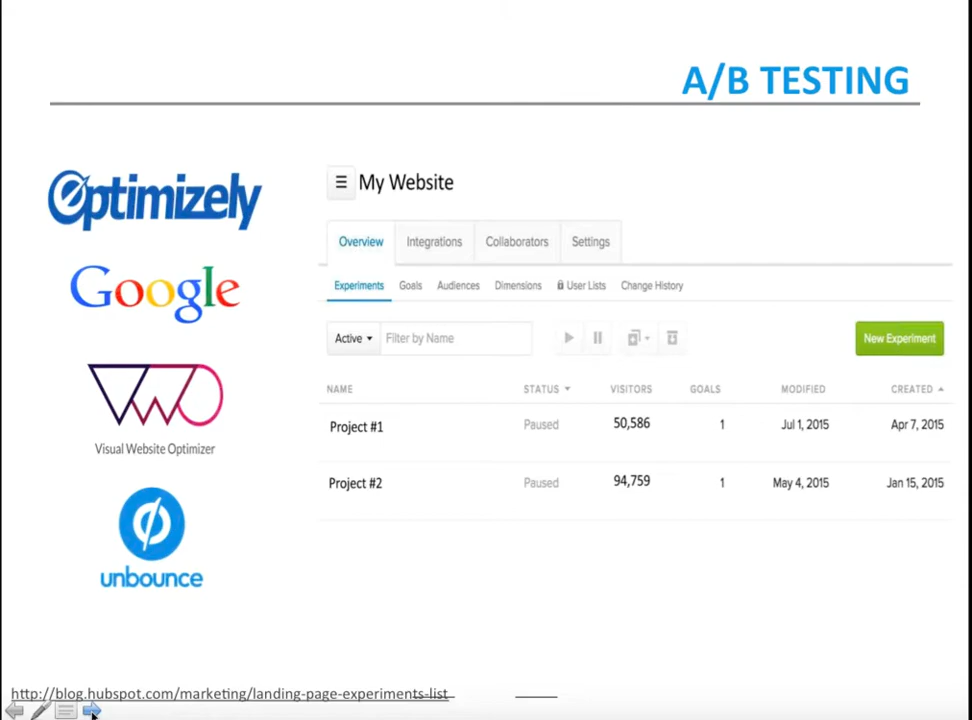 A/B TESTING
Optimizely
Google
VWO
Visual Website Optimizer
unbounce
My Website
Overview Integrations Collaborators Settings
Experiments Goals Audiences Dimensions User Lists Change History
Active Filter by Name New Experiment
NAME STATUS VISITORS GOALS MODIFIED CREATED
Project #1 Paused 50,586 1 Jul 1, 2015 Apr 7, 2015
Project #2 Paused 94,759 1 May 4, 2015 Jan 15, 2015
http://blog.hubspot.com/marketing/landing-page-experiments-list